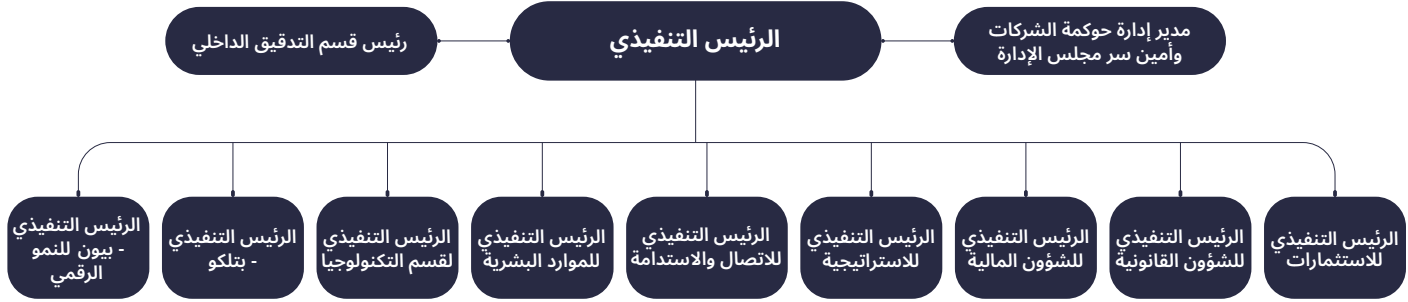 مدير إدارة حوكمة الشركات
وأمين سر مجلس الإدارة
الرئيس التنفيذي
رئيس قسم التدقيق الداخلي
الرئيس التنفيذي
للاستثمارات
الرئيس التنفيذي
للشؤون القانونية
الرئيس التنفيذي
للشؤون المالية
الرئيس التنفيذي
للاستراتيجية
الرئيس التنفيذي
للاتصال والاستدامة
الرئيس التنفيذي
للموارد البشرية
الرئيس التنفيذي
لقسم التكنولوجيا
الرئيس التنفيذي
- بتلكو
الرئيس التنفيذي
- بيون للنمو
الرقمي